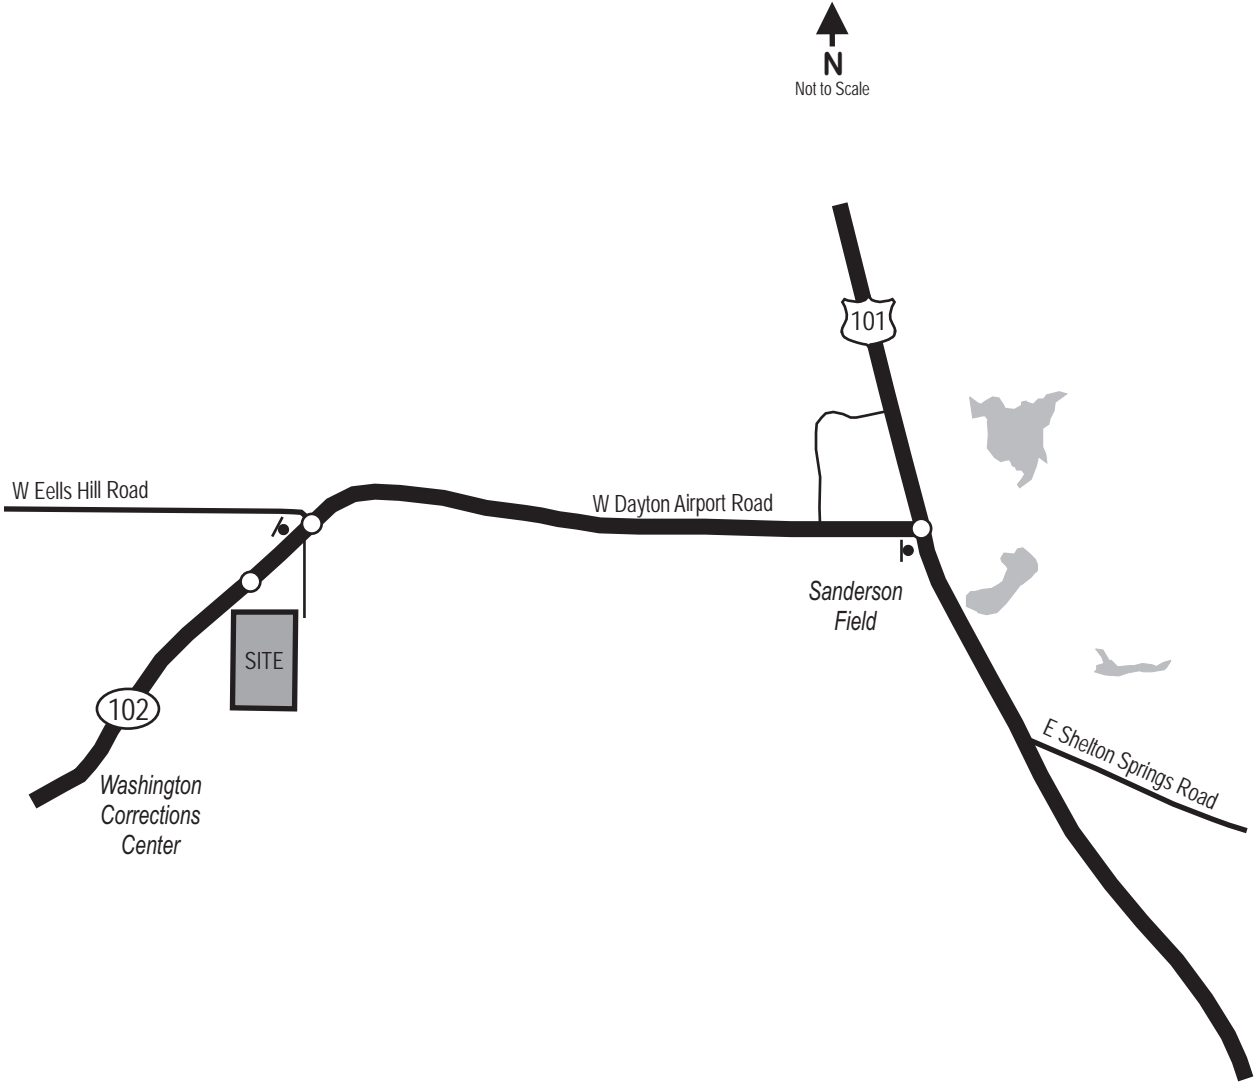 N
Not to Scale
101
W Eells Hill Road
W Dayton Airport Road
Sanderson
Field
SITE
102
E Shelton Springs Road
Washington
Corrections
Center